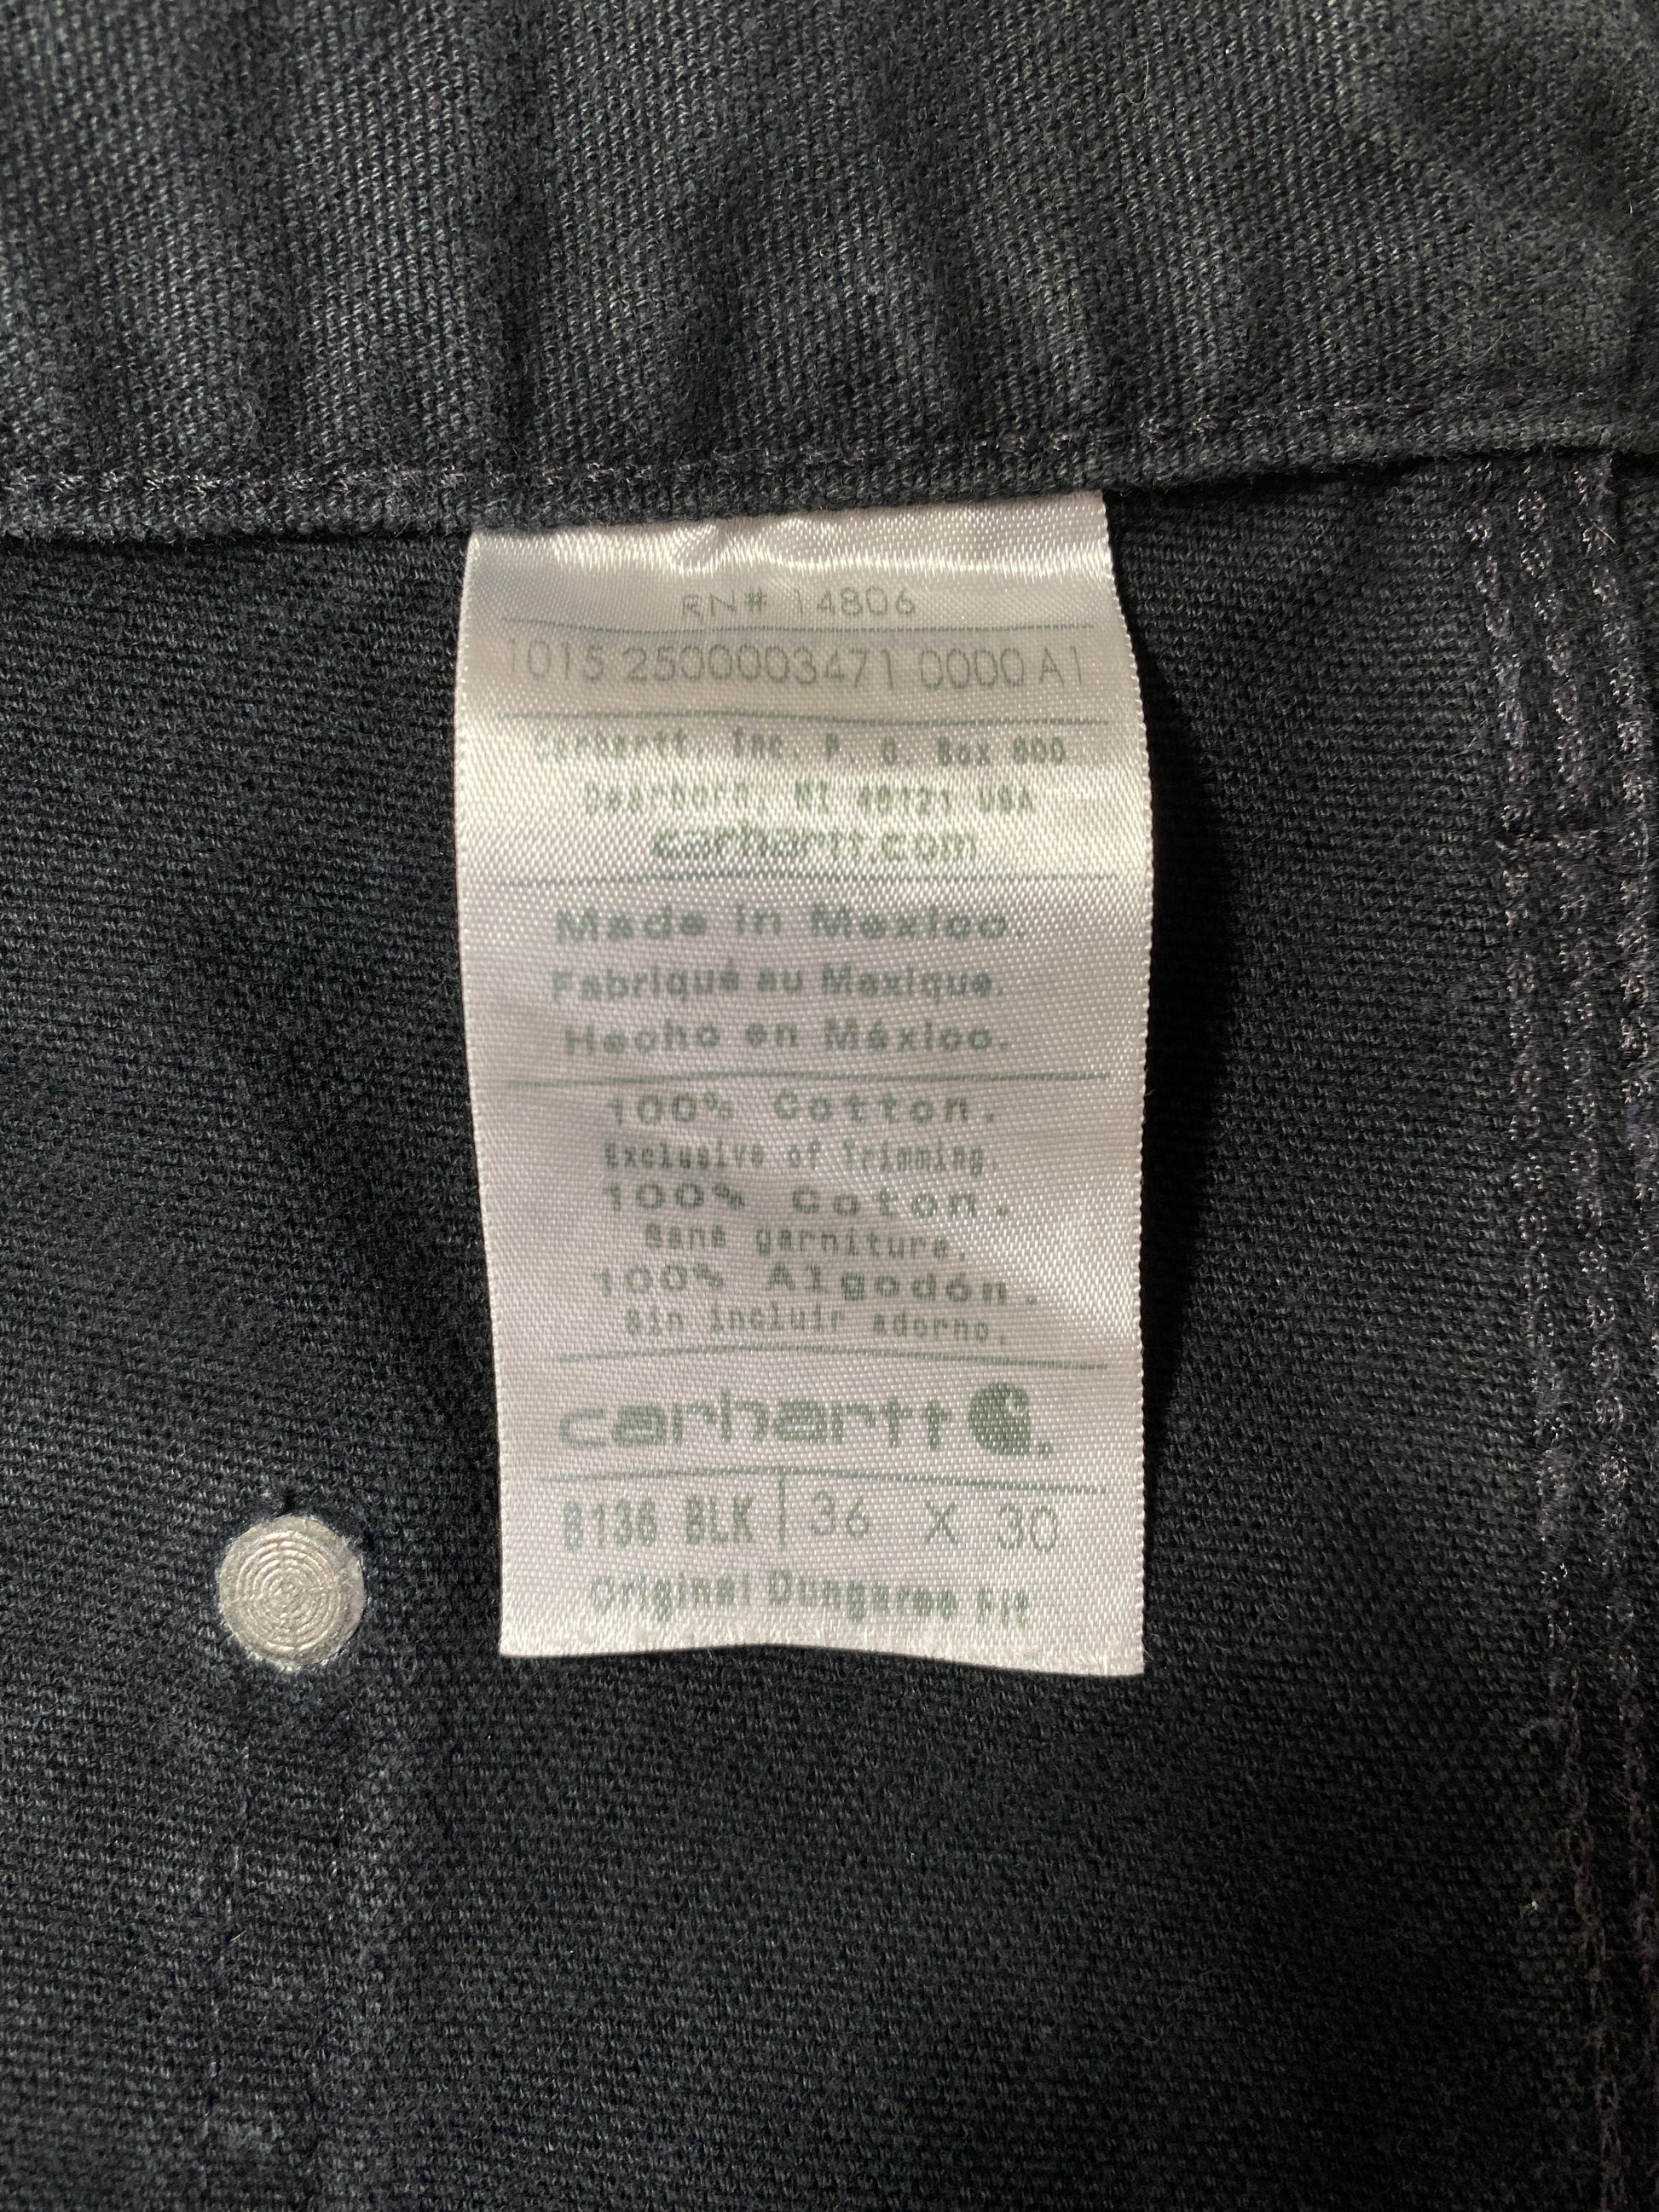 RN# 14806
1015 2500003471 0000 A1
Carhartt, Inc. P. O. Box 600
Dearborn, MI 48121 USA
carhartt.com
Made in Mexico.
Fabriqué au Mexique.
Hecho en México.
100% Cotton.
Exclusive of Trimming.
100% Coton.
Sans garniture.
100% Algodón.
Sin incluir adorno.
carhartt
B136 BLK | 36 X 30
Original Dungaree Fit